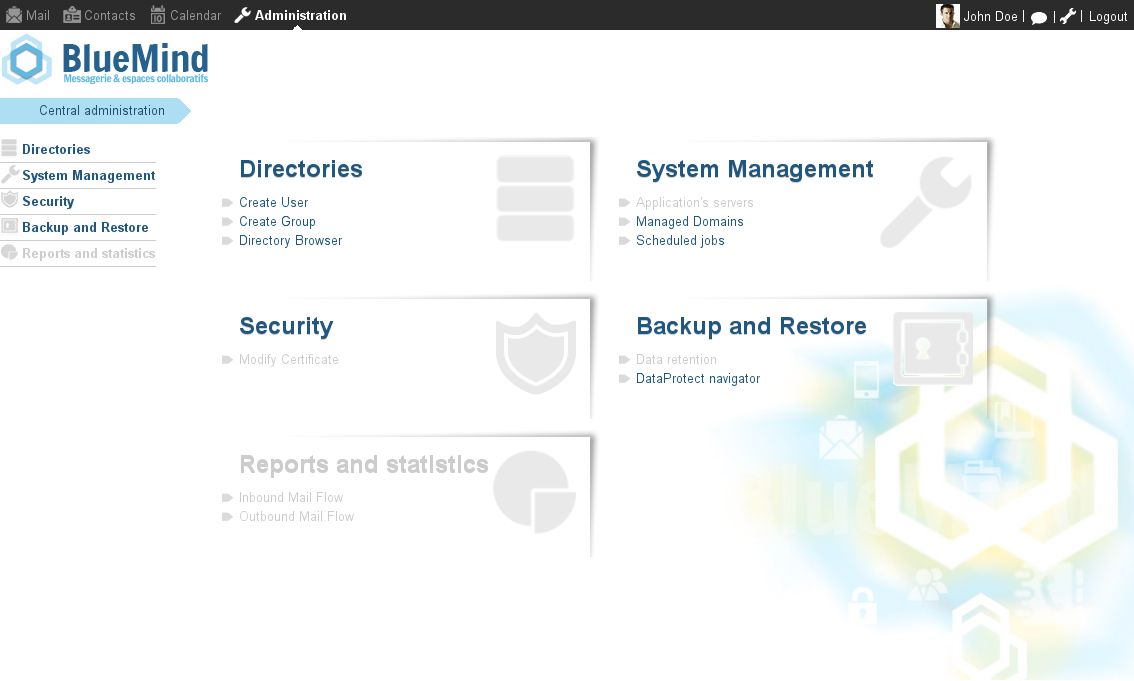 Mail Contacts Calendar Administration John Doe | | | Logout
BlueMind
Messagerie & espaces collaboratifs
Central administration
Directories
System Management
Security
Backup and Restore
Reports and statistics
Directories
Create User
Create Group
Directory Browser
System Management
Application's servers
Managed Domains
Scheduled jobs
Security
Modify Certificate
Backup and Restore
Data retention
DataProtect navigator
Reports and statistics
Inbound Mail Flow
Outbound Mail Flow